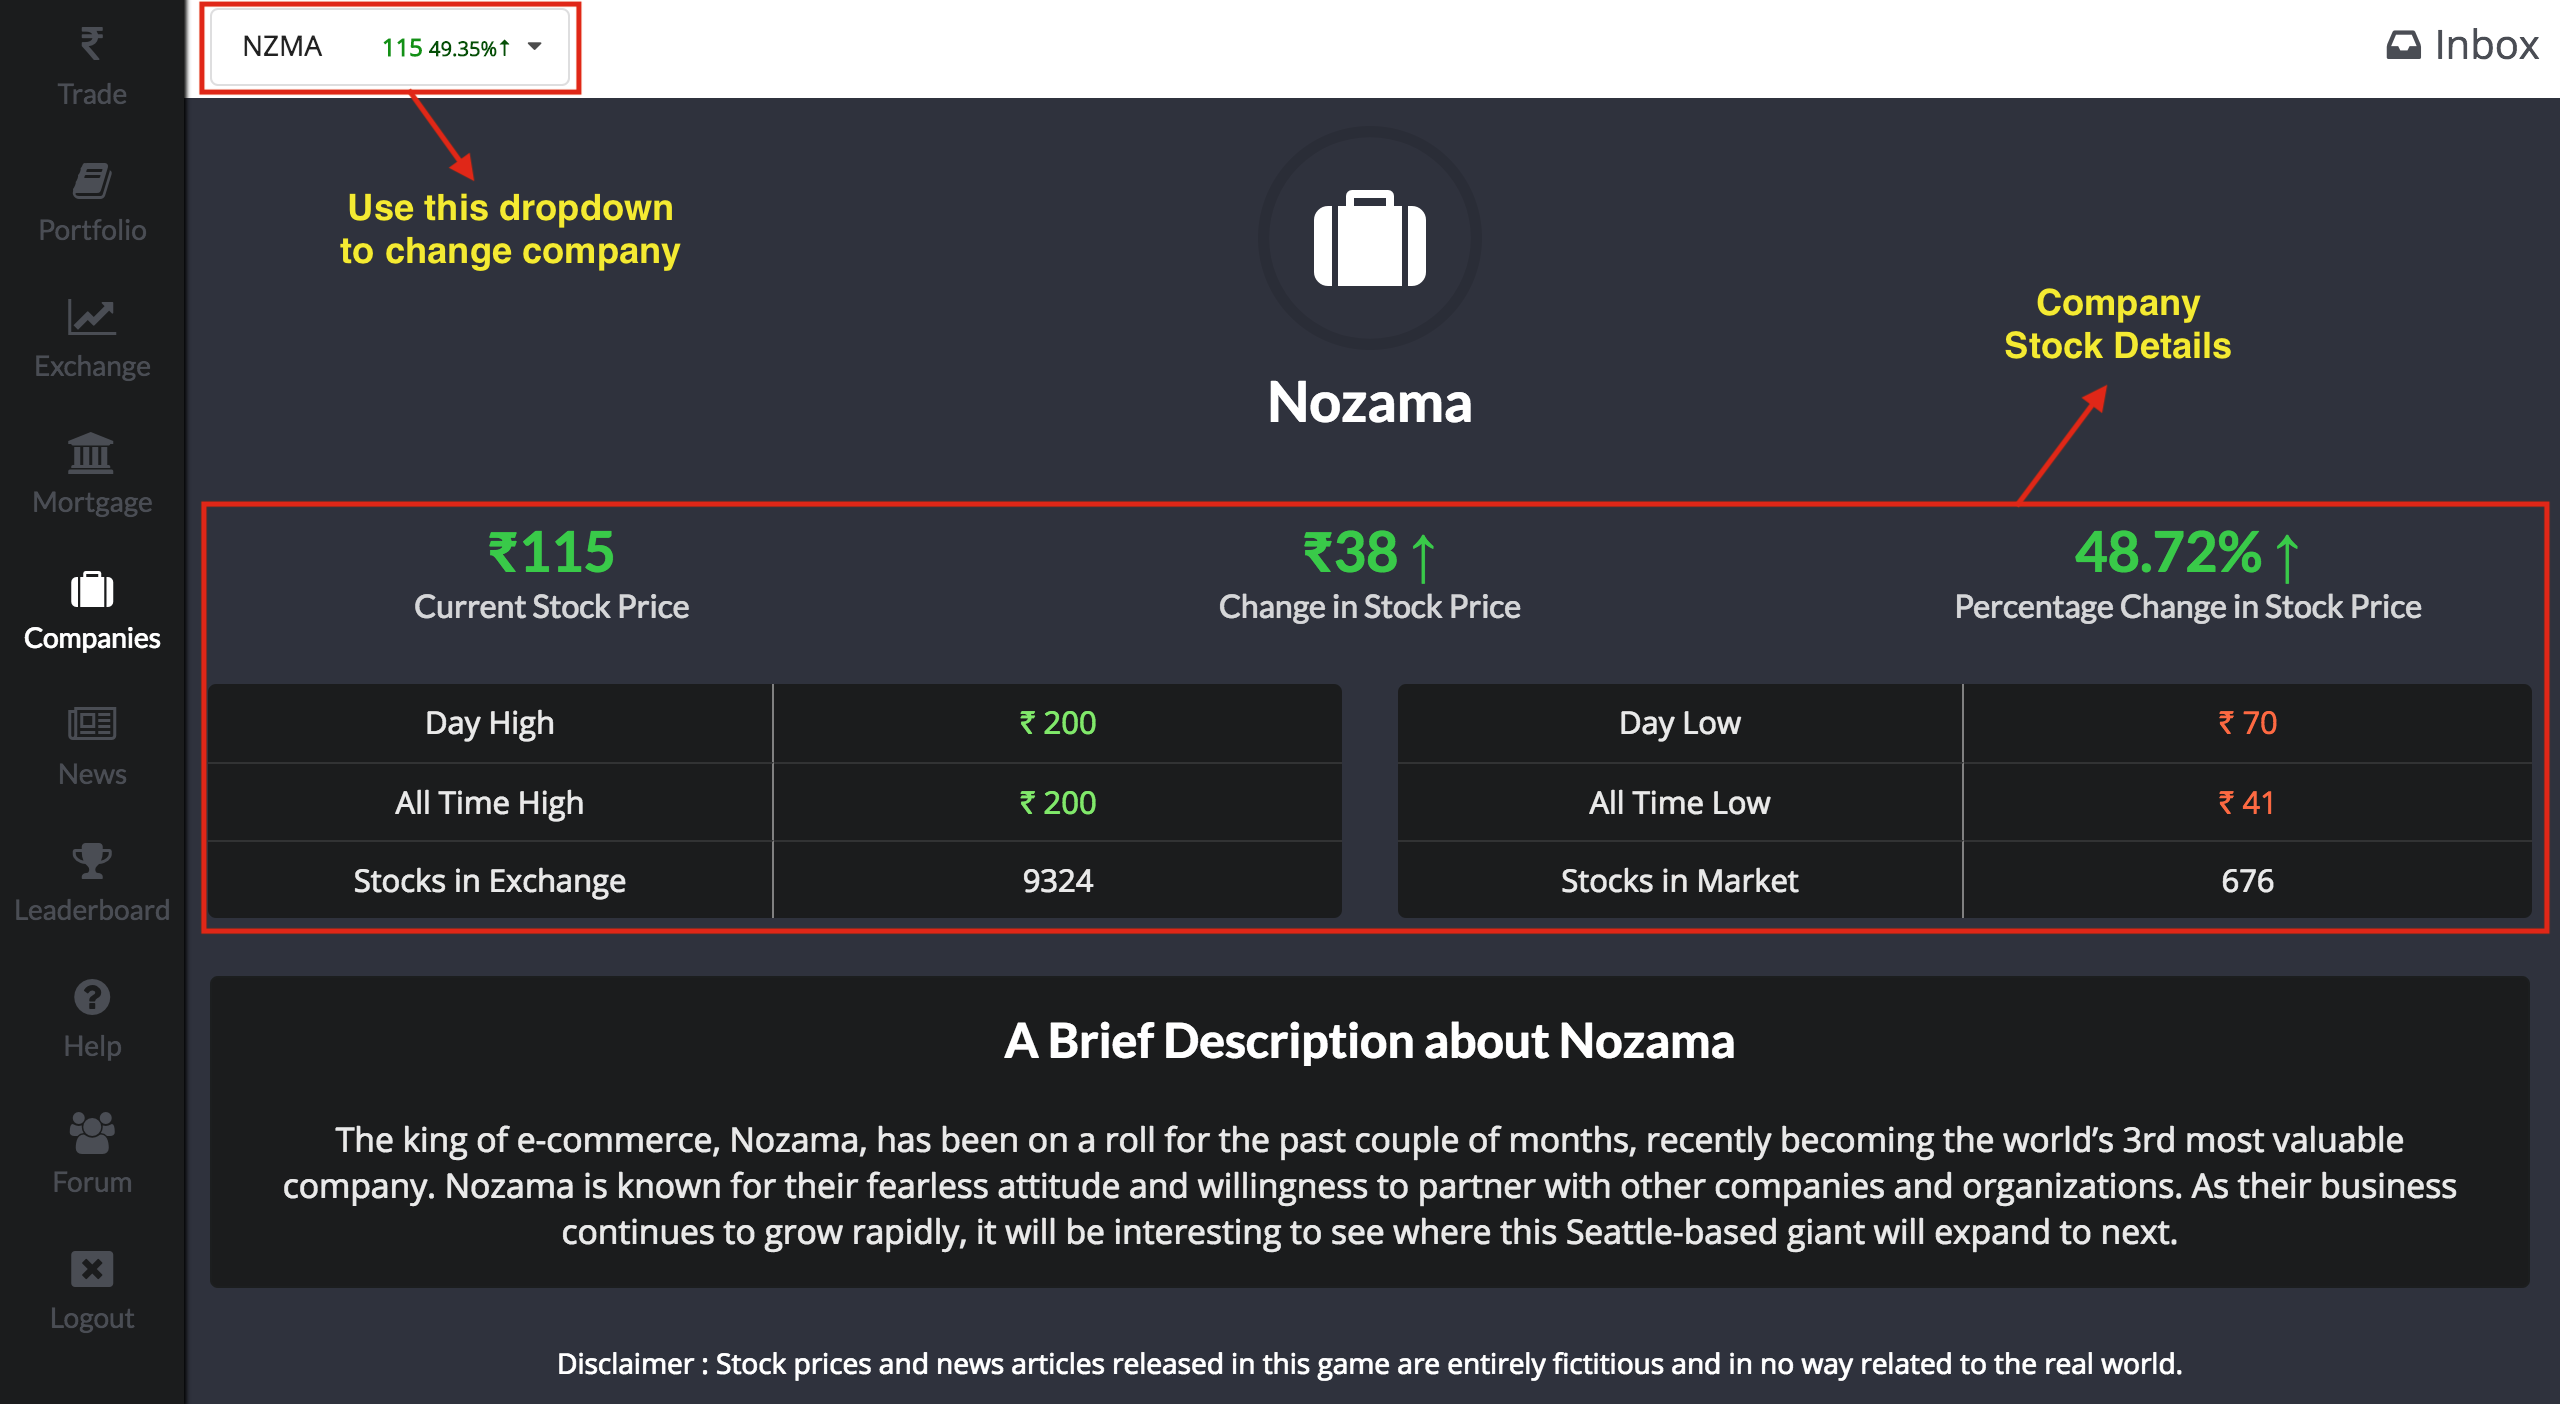 Trade
Portfolio
Exchange
Mortgage
Companies
News
Leaderboard
Help
Forum
Logout
NZMA 115 49.35%↑
Inbox
Use this dropdown
to change company
Nozama
Company
Stock Details
₹115 ₹38↑ 48.72%↑
Current Stock Price Change in Stock Price Percentage Change in Stock Price
Day High ₹ 200 Day Low ₹ 70
All Time High ₹ 200 All Time Low ₹ 41
Stocks in Exchange 9324 Stocks in Market 676
A Brief Description about Nozama
The king of e-commerce, Nozama, has been on a roll for the past couple of months, recently becoming the world’s 3rd most valuable
company. Nozama is known for their fearless attitude and willingness to partner with other companies and organizations. As their business
continues to grow rapidly, it will be interesting to see where this Seattle-based giant will expand to next.
Disclaimer : Stock prices and news articles released in this game are entirely fictitious and in no way related to the real world.